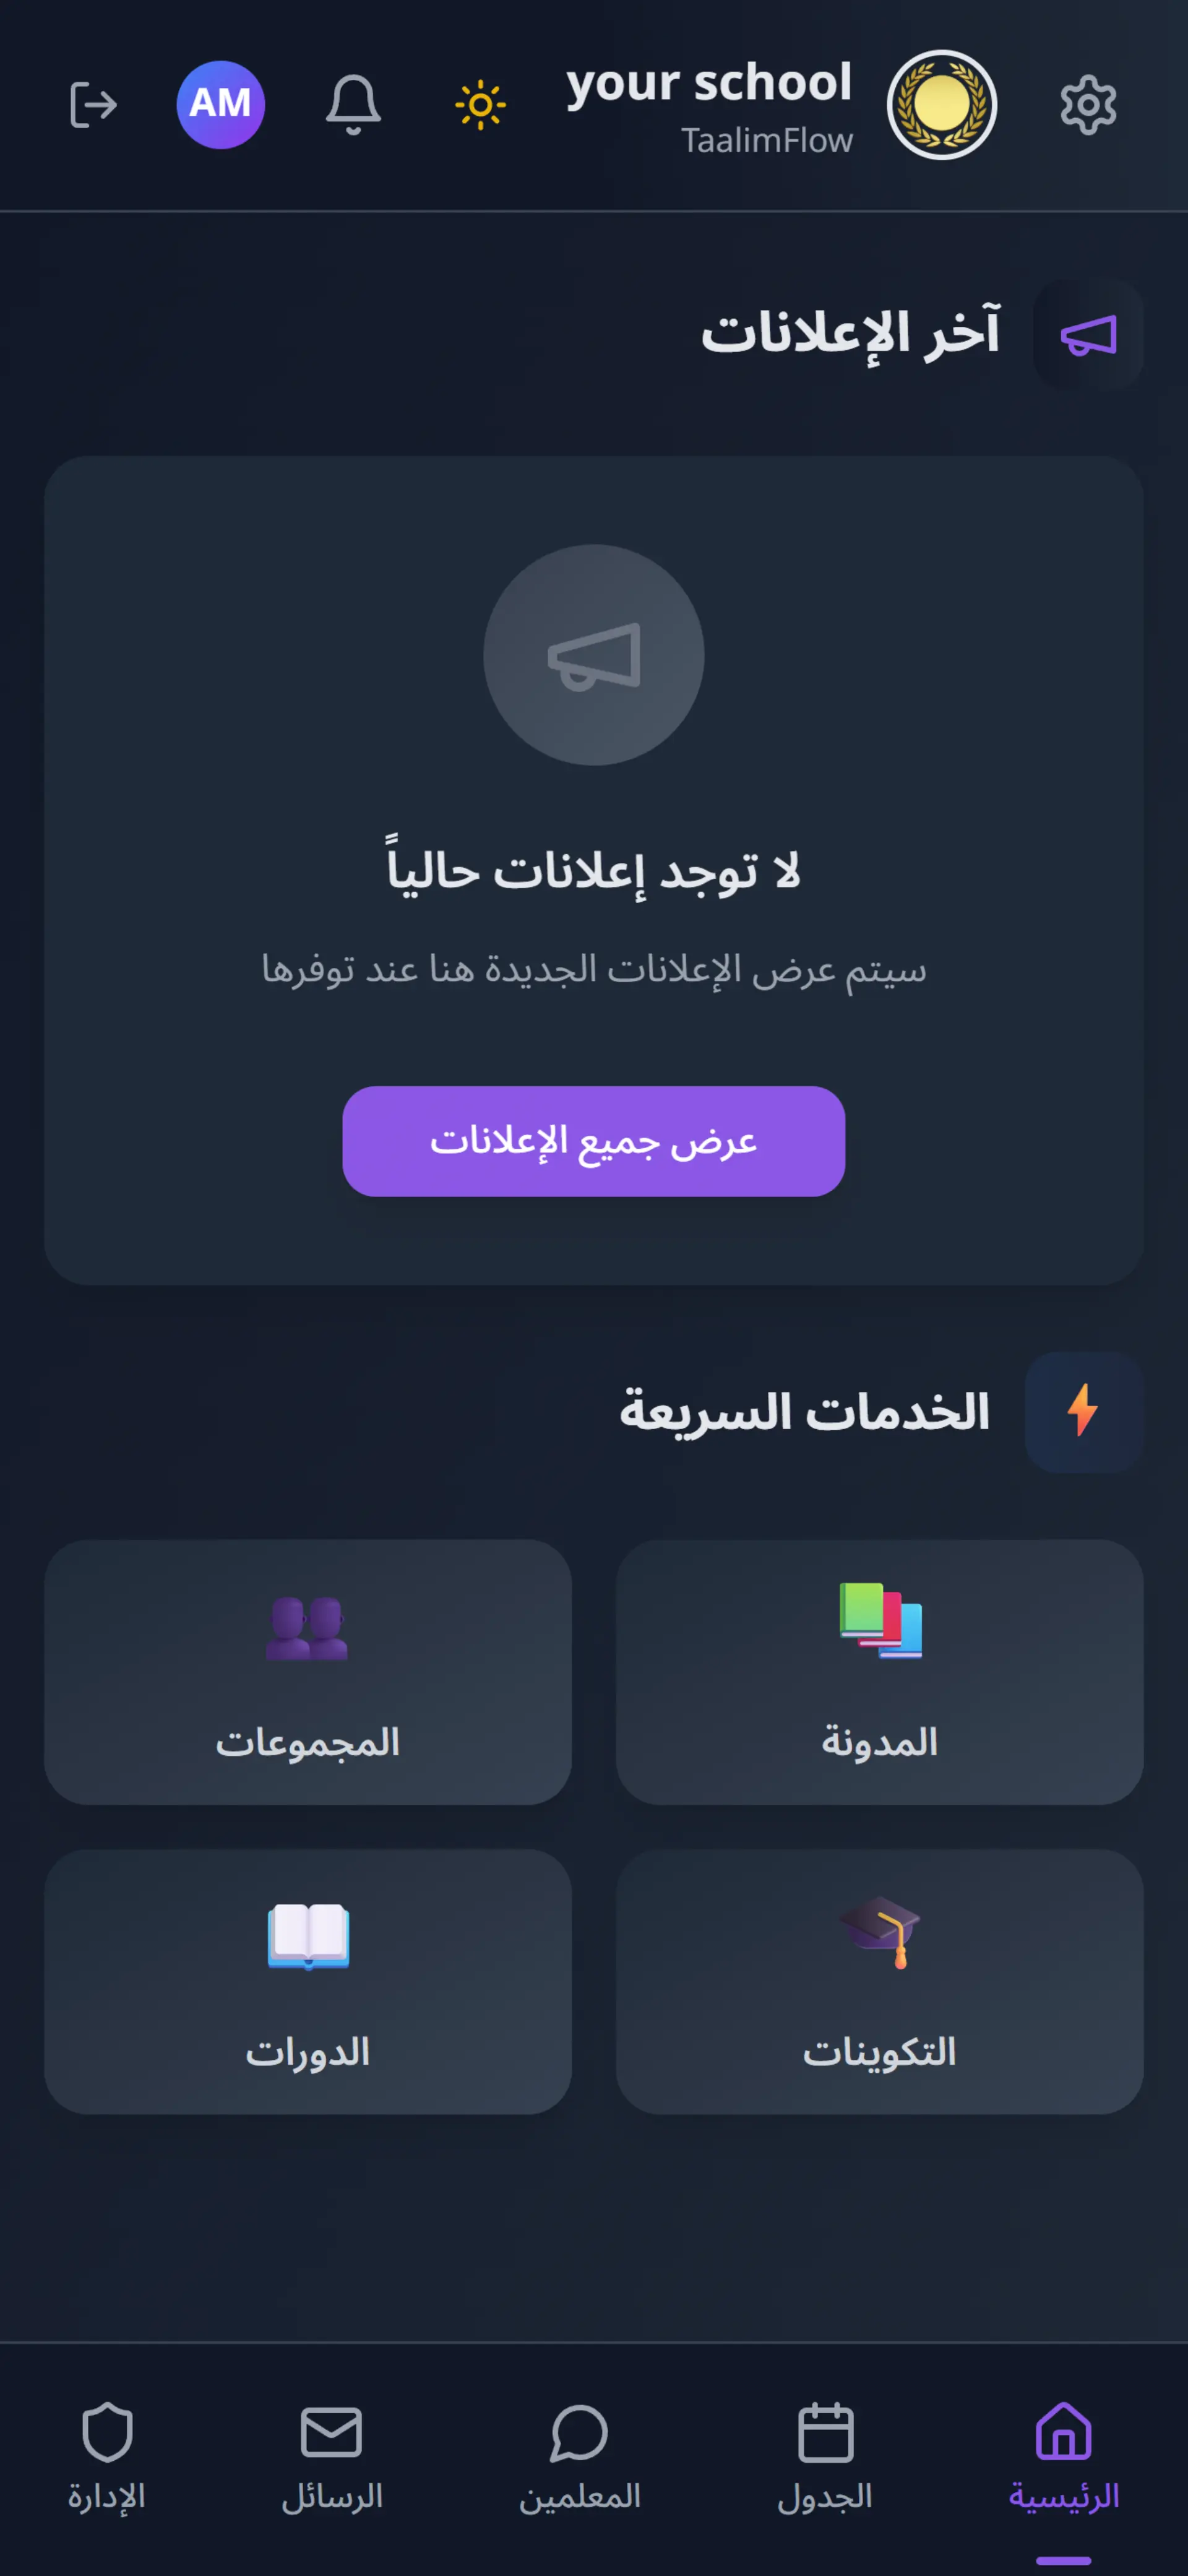 your school
TaalimFlow
AM
آخر الإعلانات
لا توجد إعلانات حالياً
سيتم عرض الإعلانات الجديدة هنا عند توفرها
عرض جميع الإعلانات
الخدمات السريعة
المدونة
المجموعات
التكوينات
الدورات
الرئيسية
الجدول
المعلمين
الرسائل
الإدارة